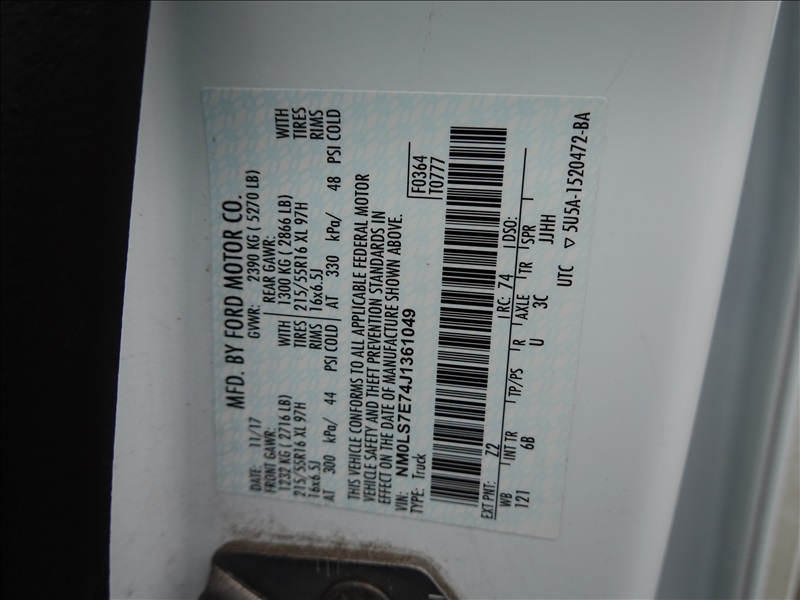 MFD. BY FORD MOTOR CO.
DATE: 11/17 GVWR: 2390 KG ( 5270 LB)
FRONT GAWR: REAR GAWR:
1232 KG ( 2716 LB) WITH 1300 KG ( 2866 LB) WITH
215/55R16 XL 97H TIRES 215/55R16 XL 97H TIRES
16x6.5J RIMS 16x6.5J RIMS
AT 300 kPa/ 44 PSI COLD AT 330 kPa/ 48 PSI COLD
THIS VEHICLE CONFORMS TO ALL APPLICABLE FEDERAL MOTOR
VEHICLE SAFETY AND THEFT PREVENTION STANDARDS IN
EFFECT ON THE DATE OF MANUFACTURE SHOWN ABOVE.
VIN: NM0LS7E74J1361049
TYPE: Truck
F0364
T0777
EXT PNT: Z2 RC: 74 DSO:
WB INT TR TP/PS R AXLE TR SPR
121 6B U 3C JJHH
UTC ▽ 5U5A-1520472-BA